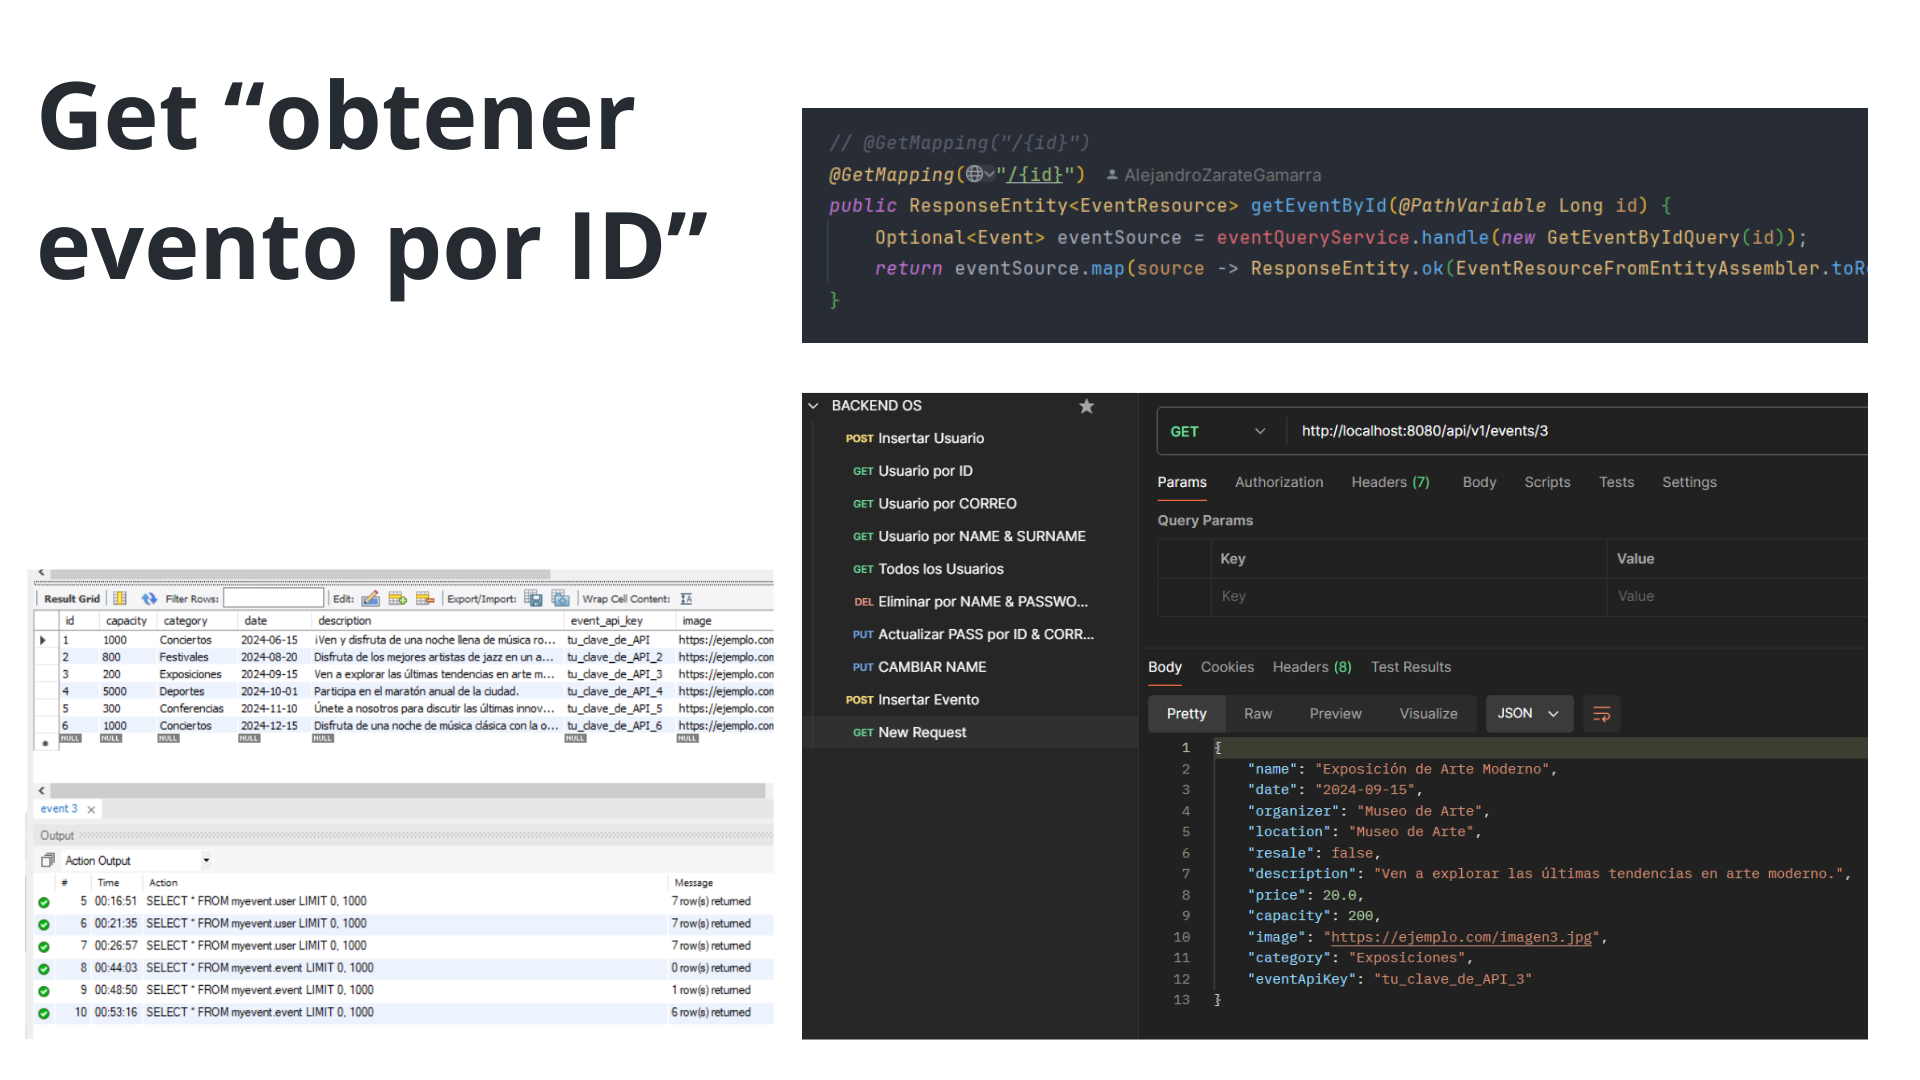 Get “obtener
evento por ID”
// @GetMapping("/{id}")
@GetMapping("/{id}") AlejandroZarateGamarra
public ResponseEntity<EventResource> getEventById(@PathVariable Long id) {
Optional<Event> eventSource = eventQueryService.handle(new GetEventByIdQuery(id));
return eventSource.map(source -> ResponseEntity.ok(EventResourceFromEntityAssembler.toR
}
Result Grid Filter Rows: Edit: Export/Import: Wrap Cell Content:
id capacity category date description event_api_key image
1 1000 Conciertos 2024-06-15 ¡Ven y disfruta de una noche llena de música ro... tu_clave_de_API https://ejemplo.com
2 800 Festivales 2024-08-20 Disfruta de los mejores artistas de jazz en un a... tu_clave_de_API_2 https://ejemplo.com
3 200 Exposiciones 2024-09-15 Ven a explorar las últimas tendencias en arte m... tu_clave_de_API_3 https://ejemplo.com
4 5000 Deportes 2024-10-01 Participa en el maratón anual de la ciudad. tu_clave_de_API_4 https://ejemplo.com
5 300 Conferencias 2024-11-10 Únete a nosotros para discutir las últimas innov... tu_clave_de_API_5 https://ejemplo.com
6 1000 Conciertos 2024-12-15 Disfruta de una noche de música clásica con la o... tu_clave_de_API_6 https://ejemplo.com
NULL NULL NULL NULL NULL NULL NULL
event 3
Output
Action Output
# Time Action Message
5 00:16:51 SELECT * FROM myevent.user LIMIT 0, 1000 7 row(s) returned
6 00:21:35 SELECT * FROM myevent.user LIMIT 0, 1000 7 row(s) returned
7 00:26:57 SELECT * FROM myevent.user LIMIT 0, 1000 7 row(s) returned
8 00:44:03 SELECT * FROM myevent.event LIMIT 0, 1000 0 row(s) returned
9 00:48:50 SELECT * FROM myevent.event LIMIT 0, 1000 1 row(s) returned
10 00:53:16 SELECT * FROM myevent.event LIMIT 0, 1000 6 row(s) returned
BACKEND OS
POST Insertar Usuario
GET Usuario por ID
GET Usuario por CORREO
GET Usuario por NAME & SURNAME
GET Todos los Usuarios
DEL Eliminar por NAME & PASSWO...
PUT Actualizar PASS por ID & CORR...
PUT CAMBIAR NAME
POST Insertar Evento
GET New Request
GET http://localhost:8080/api/v1/events/3
Params Authorization Headers (7) Body Scripts Tests Settings
Query Params
Key Value
Key Value
Body Cookies Headers (8) Test Results
Pretty Raw Preview Visualize JSON
1 {
2 "name": "Exposición de Arte Moderno",
3 "date": "2024-09-15",
4 "organizer": "Museo de Arte",
5 "location": "Museo de Arte",
6 "resale": false,
7 "description": "Ven a explorar las últimas tendencias en arte moderno.",
8 "price": 20.0,
9 "capacity": 200,
10 "image": "https://ejemplo.com/imagen3.jpg",
11 "category": "Exposiciones",
12 "eventApiKey": "tu_clave_de_API_3"
13 }